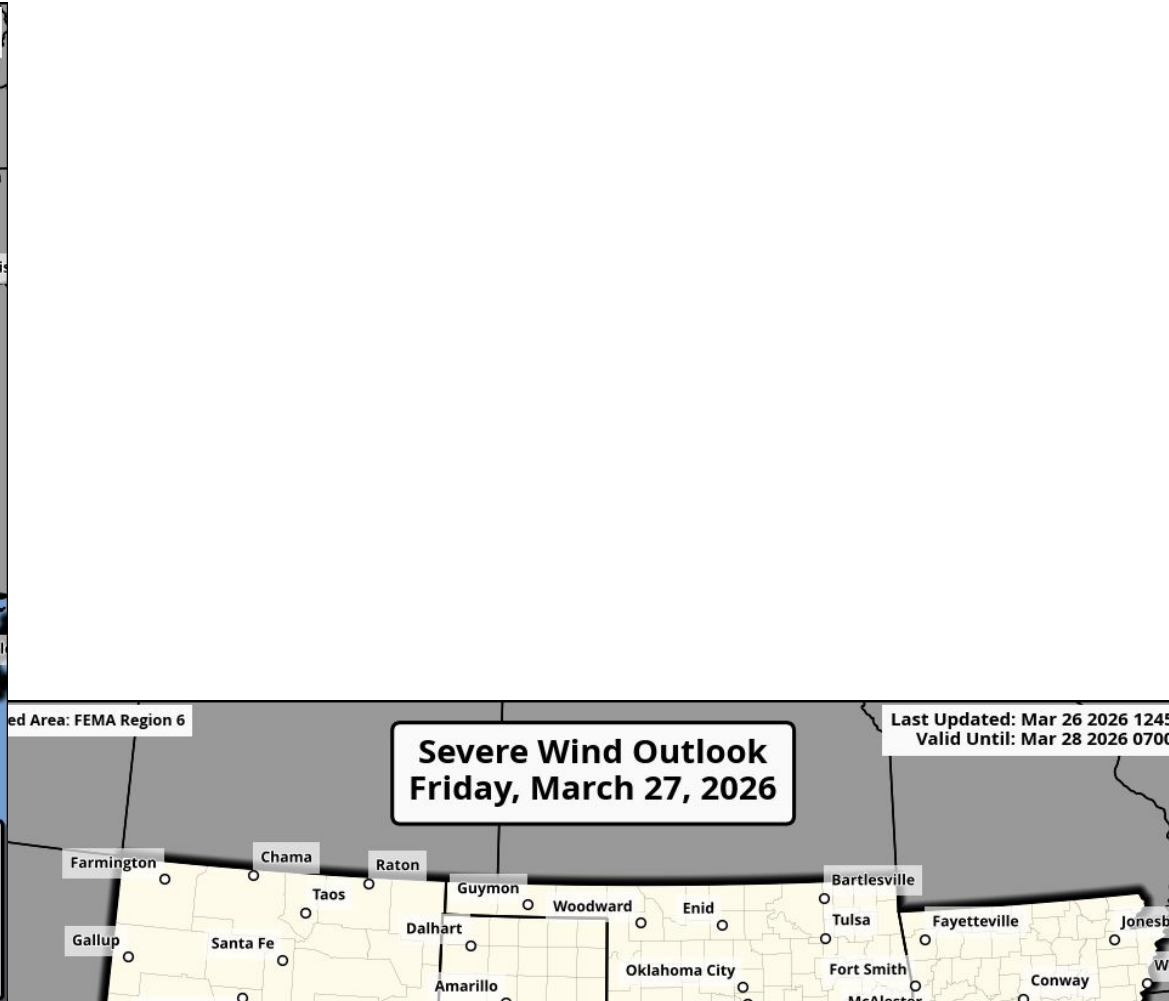 ed Area: FEMA Region 6
Severe Wind Outlook
Friday, March 27, 2026
Last Updated: Mar 26 2026 1245
Valid Until: Mar 28 2026 0700
Farmington
Chama
Raton
Taos
Guymon
Woodward
Enid
Bartlesville
Tulsa
Fayetteville
Jonesb
Dalhart
Gallup
Santa Fe
Oklahoma City
Fort Smith
W
Amarillo
Conway
McAlester